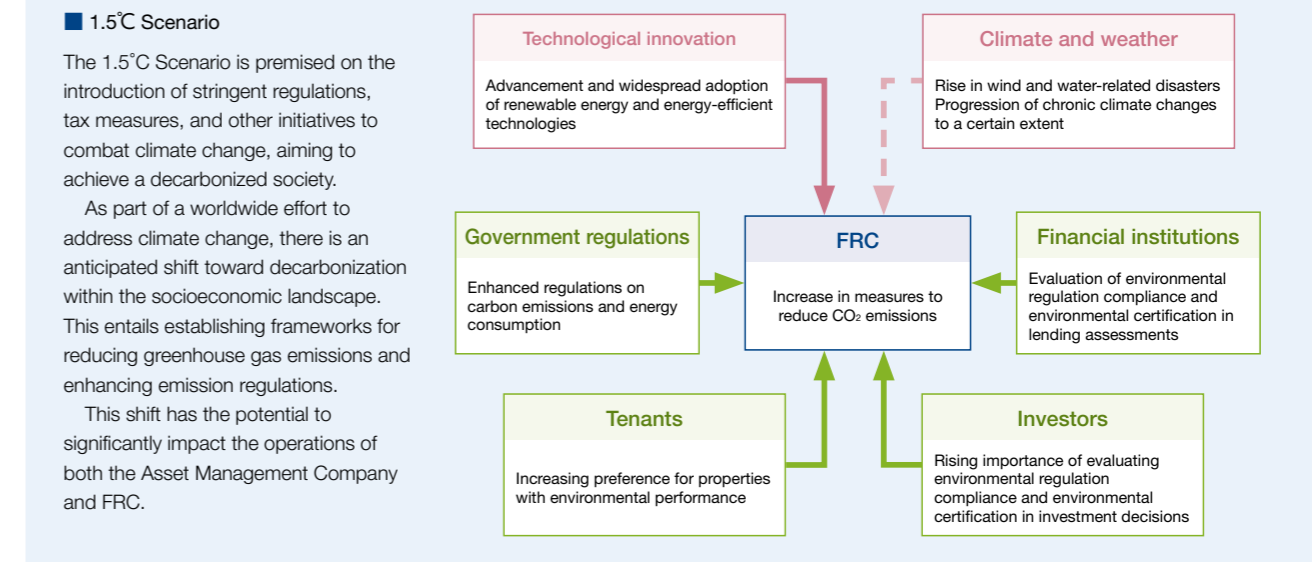 ■ 1.5℃ Scenario
The 1.5˚C Scenario is premised on the
introduction of stringent regulations,
tax measures, and other initiatives to
combat climate change, aiming to
achieve a decarbonized society.
As part of a worldwide effort to
address climate change, there is an
anticipated shift toward decarbonization
within the socioeconomic landscape.
This entails establishing frameworks for
reducing greenhouse gas emissions and
enhancing emission regulations.
This shift has the potential to
significantly impact the operations of
both the Asset Management Company
and FRC.
Technological innovation
Advancement and widespread adoption
of renewable energy and energy-efficient
technologies
Climate and weather
Rise in wind and water-related disasters
Progression of chronic climate changes
to a certain extent
Government regulations
Enhanced regulations on
carbon emissions and energy
consumption
FRC
Increase in measures to
reduce CO₂ emissions
Financial institutions
Evaluation of environmental
regulation compliance and
environmental certification in
lending assessments
Tenants
Increasing preference for properties
with environmental performance
Investors
Rising importance of evaluating
environmental regulation
compliance and environmental
certification in investment decisions